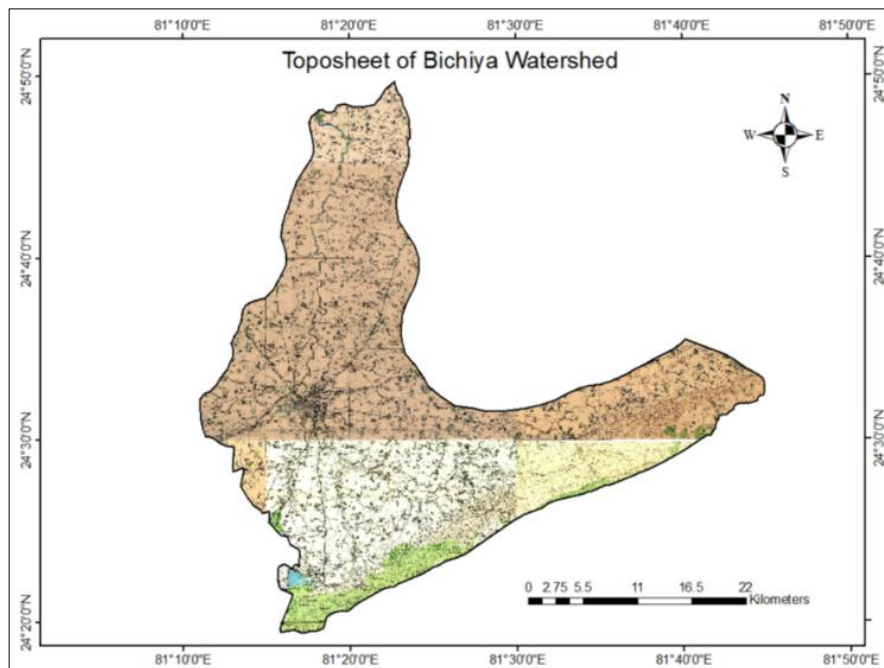 81°10'0"E 81°20'0"E 81°30'0"E 81°40'0"E 81°50'0"E
Toposheet of Bichiya Watershed
24°50'0"N 24°50'0"N
N
W E
S
24°40'0"N 24°40'0"N
24°30'0"N 24°30'0"N
0 2.75 5.5 11 16.5 22
Kilometers
24°20'0"N 24°20'0"N
81°10'0"E 81°20'0"E 81°30'0"E 81°40'0"E 81°50'0"E